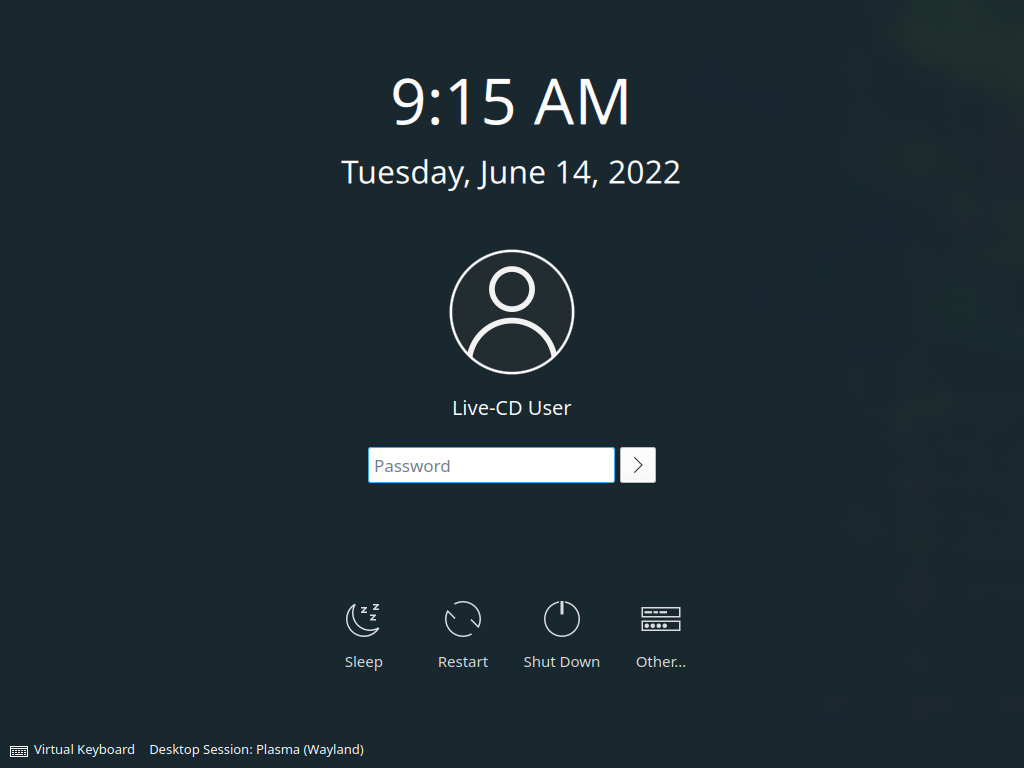 9:15 AM
Tuesday, June 14, 2022
Live-CD User
Password
Sleep Restart Shut Down Other...
Virtual Keyboard Desktop Session: Plasma (Wayland)